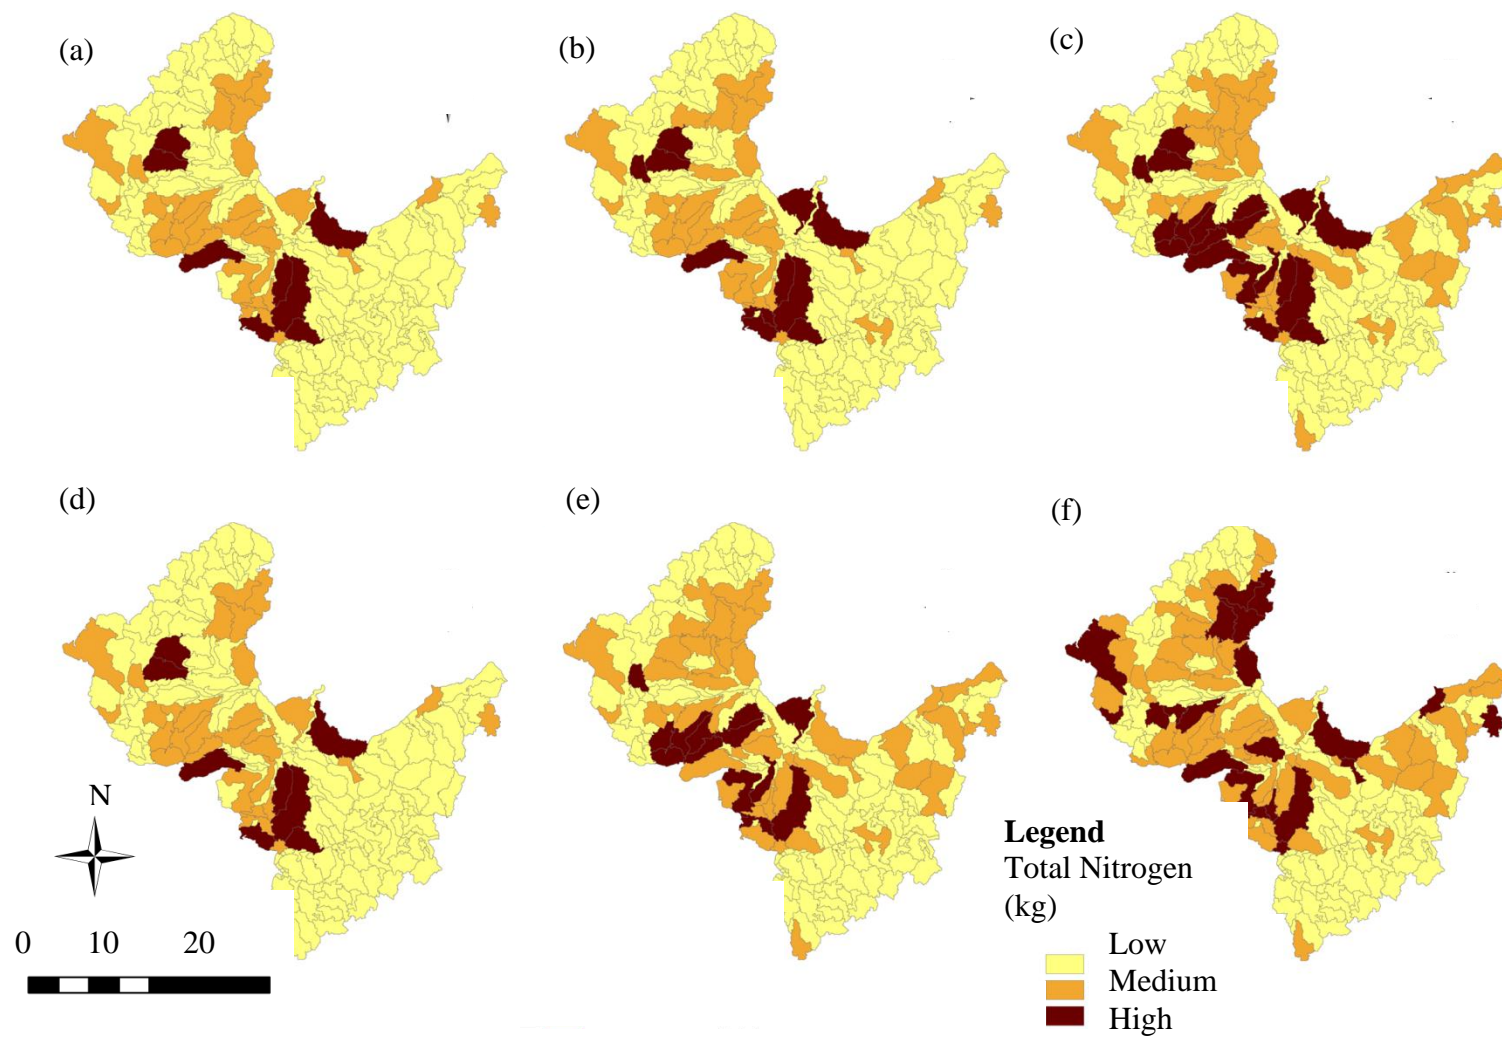 (a)
(b)
(c)
(d)
(e)
(f)
N
0 10 20
Legend
Total Nitrogen
(kg)
Low
Medium
High